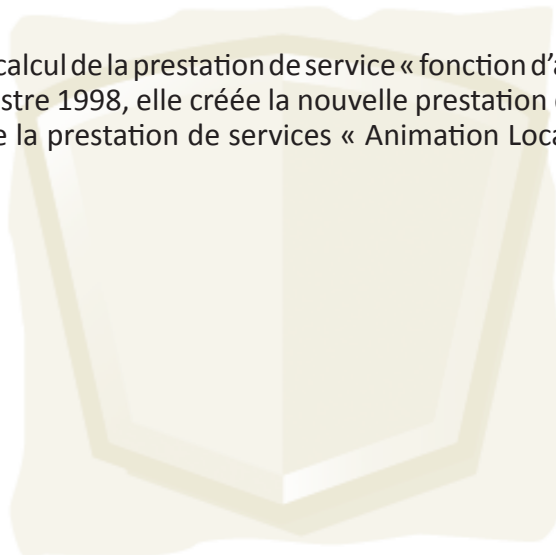 calcul de la prestation de service « fonction d'a
stre 1998, elle créée la nouvelle prestation
e la prestation de services « Animation Loca